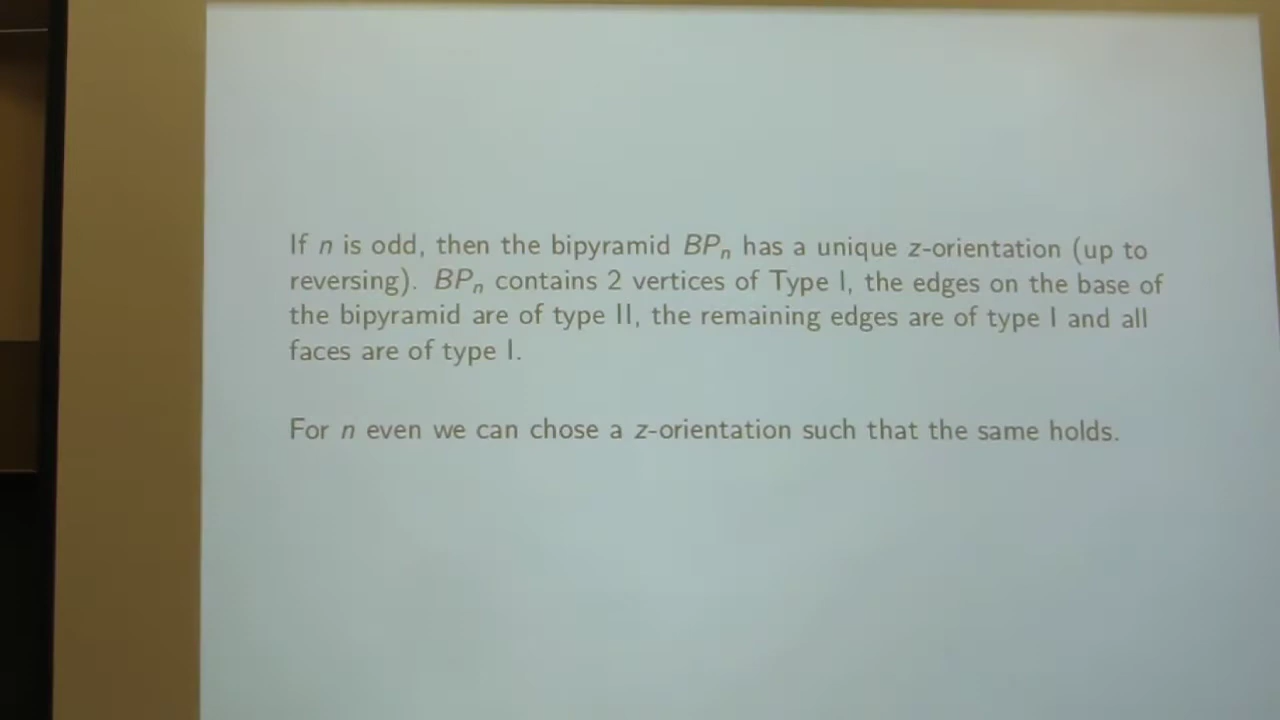 If n is odd, then the bipyramid BPn has a unique z-orientation (up to
reversing). BPn contains 2 vertices of Type I, the edges on the base of
the bipyramid are of type II, the remaining edges are of type I and all
faces are of type I.
For n even we can chose a z-orientation such that the same holds.